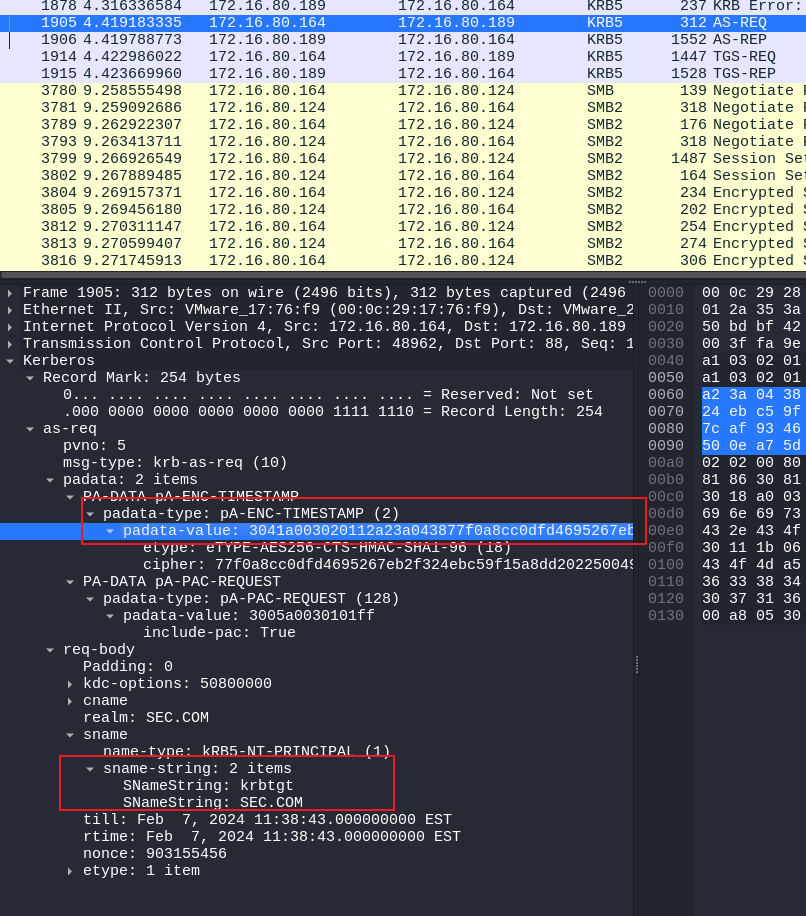 1878 4.316336584 172.16.80.189 172.16.80.164 KRB5 237 KRB Error:
1905 4.419183335 172.16.80.164 172.16.80.189 KRB5 312 AS-REQ
1906 4.419788773 172.16.80.189 172.16.80.164 KRB5 1552 AS-REP
1914 4.422986022 172.16.80.164 172.16.80.189 KRB5 1447 TGS-REQ
1915 4.423669960 172.16.80.189 172.16.80.164 KRB5 1528 TGS-REP
3780 9.258555498 172.16.80.164 172.16.80.124 SMB 139 Negotiate
3781 9.259092686 172.16.80.124 172.16.80.164 SMB2 318 Negotiate
3789 9.262922307 172.16.80.164 172.16.80.124 SMB2 176 Negotiate
3793 9.263413711 172.16.80.124 172.16.80.164 SMB2 318 Negotiate
3799 9.266926549 172.16.80.164 172.16.80.124 SMB2 1487 Session Set
3802 9.267889485 172.16.80.124 172.16.80.164 SMB2 164 Session Set
3804 9.269157371 172.16.80.164 172.16.80.124 SMB2 234 Encrypted
3805 9.269456180 172.16.80.124 172.16.80.164 SMB2 202 Encrypted
3812 9.270311147 172.16.80.164 172.16.80.124 SMB2 254 Encrypted
3813 9.270599407 172.16.80.124 172.16.80.164 SMB2 274 Encrypted
3816 9.271745913 172.16.80.164 172.16.80.124 SMB2 306 Encrypted
Frame 1905: 312 bytes on wire (2496 bits), 312 bytes captured (2496
Ethernet II, Src: VMware_17:76:f9 (00:0c:29:17:76:f9), Dst: VMware_2
Internet Protocol Version 4, Src: 172.16.80.164, Dst: 172.16.80.189
Transmission Control Protocol, Src Port: 48962, Dst Port: 88, Seq: 1
Kerberos
Record Mark: 254 bytes
0... .... .... .... .... .... .... .... = Reserved: Not set
.000 0000 0000 0000 0000 0000 1111 1110 = Record Length: 254
as-req
pvno: 5
msg-type: krb-as-req (10)
padata: 2 items
PA-DATA pA-ENC-TIMESTAMP
padata-type: pA-ENC-TIMESTAMP (2)
padata-value: 3041a003020112a23a043877f0a8cc0dfd4695267eb
etype: eTYPE-AES256-CTS-HMAC-SHA1-96 (18)
cipher: 77f0a8cc0dfd4695267eb2f324ebc59f15a8dd202250049
PA-DATA pA-PAC-REQUEST
padata-type: pA-PAC-REQUEST (128)
padata-value: 3005a0030101ff
include-pac: True
req-body
Padding: 0
kdc-options: 50800000
cname
realm: SEC.COM
sname
name-type: kRB5-NT-PRINCIPAL (1)
sname-string: 2 items
SNameString: krbtgt
SNameString: SEC.COM
till: Feb  7, 2024 11:38:43.000000000 EST
rtime: Feb  7, 2024 11:38:43.000000000 EST
nonce: 903155456
etype: 1 item
0000 00 0c 29 28
0010 01 2a 35 3a
0020 50 bd bf 42
0030 00 3f fa 9e
0040 a1 03 02 01
0050 a1 03 02 01
0060 a2 3a 04 38
0070 24 eb c5 9f
0080 7c af 93 46
0090 50 0e a7 5d
00a0 02 02 00 80
00b0 81 86 30 81
00c0 30 18 a0 03
00d0 69 6e 69 73
00e0 43 2e 43 4f
00f0 30 11 1b 06
0100 43 4f 4d a5
0110 36 33 38 34
0120 30 37 31 36
0130 00 a8 05 30